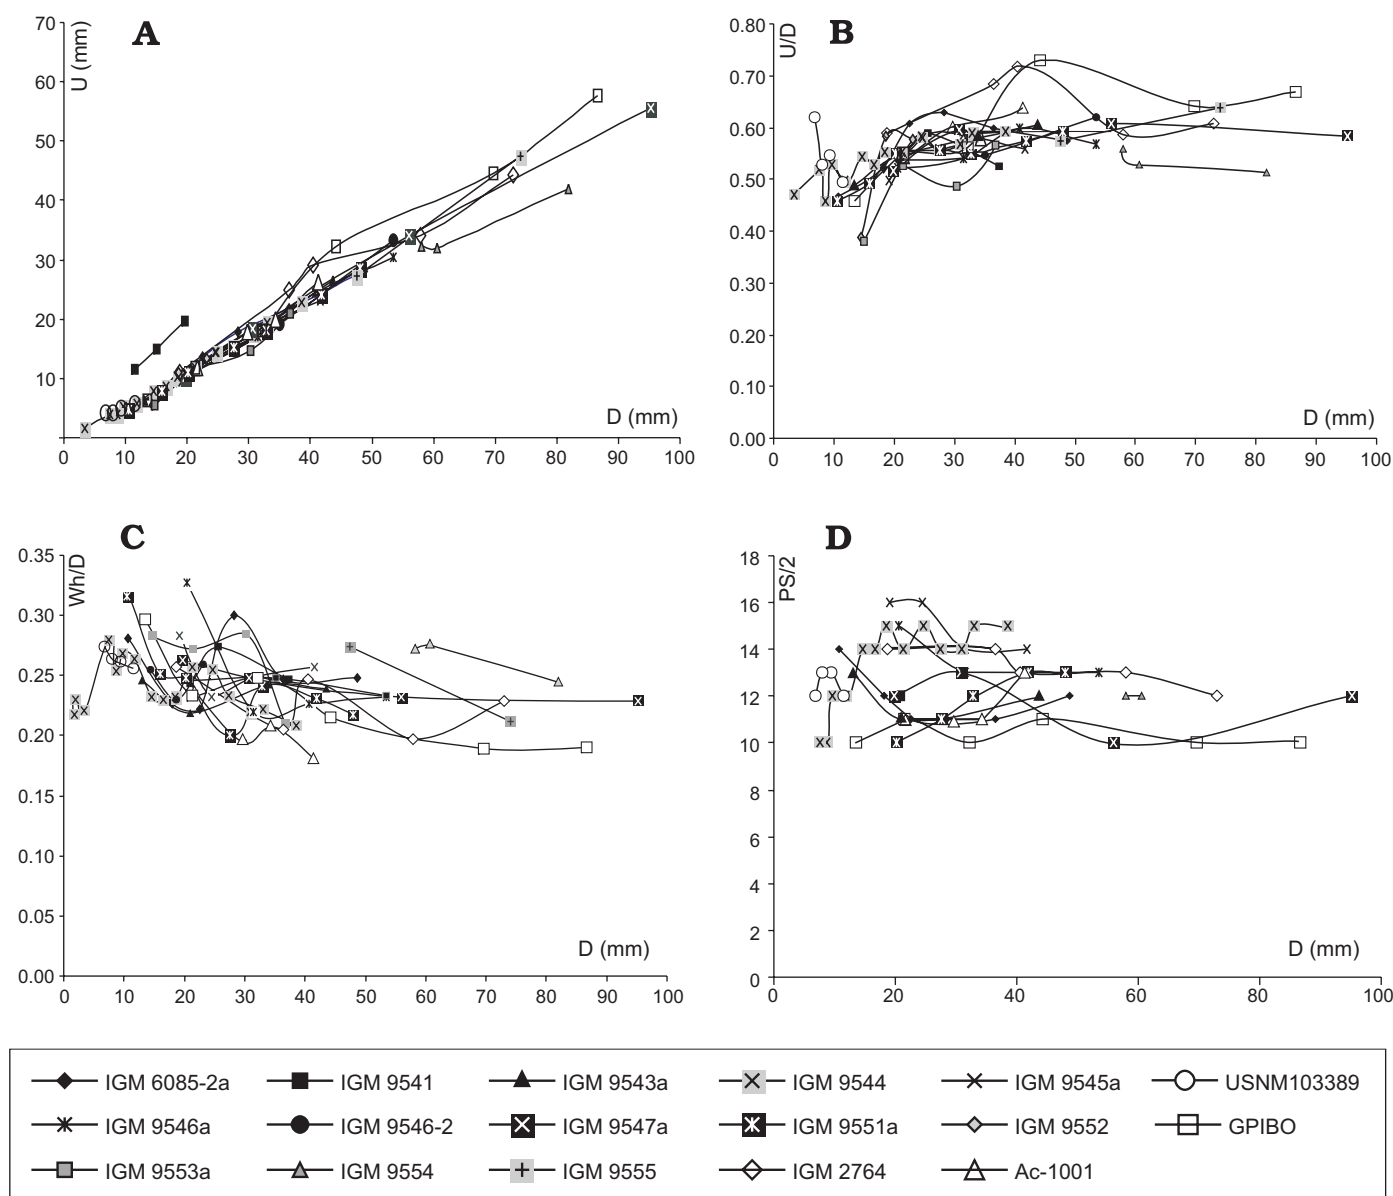 A
U (mm)
70
60
50
40
30
20
10
D (mm)
0 10 20 30 40 50 60 70 80 90 100
B
U/D
0.80
0.70
0.60
0.50
0.40
0.30
0.20
0.10
0.00
D (mm)
0 10 20 30 40 50 60 70 80 90 100
C
Wh/D
0.35
0.30
0.25
0.20
0.15
0.10
0.05
0.00
D (mm)
0 10 20 30 40 50 60 70 80 90 100
D
PS/2
18
16
14
12
10
8
6
4
2
0
D (mm)
0 20 40 60 80 100
IGM 6085-2a IGM 9541 IGM 9543a IGM 9544 IGM 9545a USNM103389
IGM 9546a IGM 9546-2 IGM 9547a IGM 9551a IGM 9552 GPIBO
IGM 9553a IGM 9554 IGM 9555 IGM 2764 Ac-1001